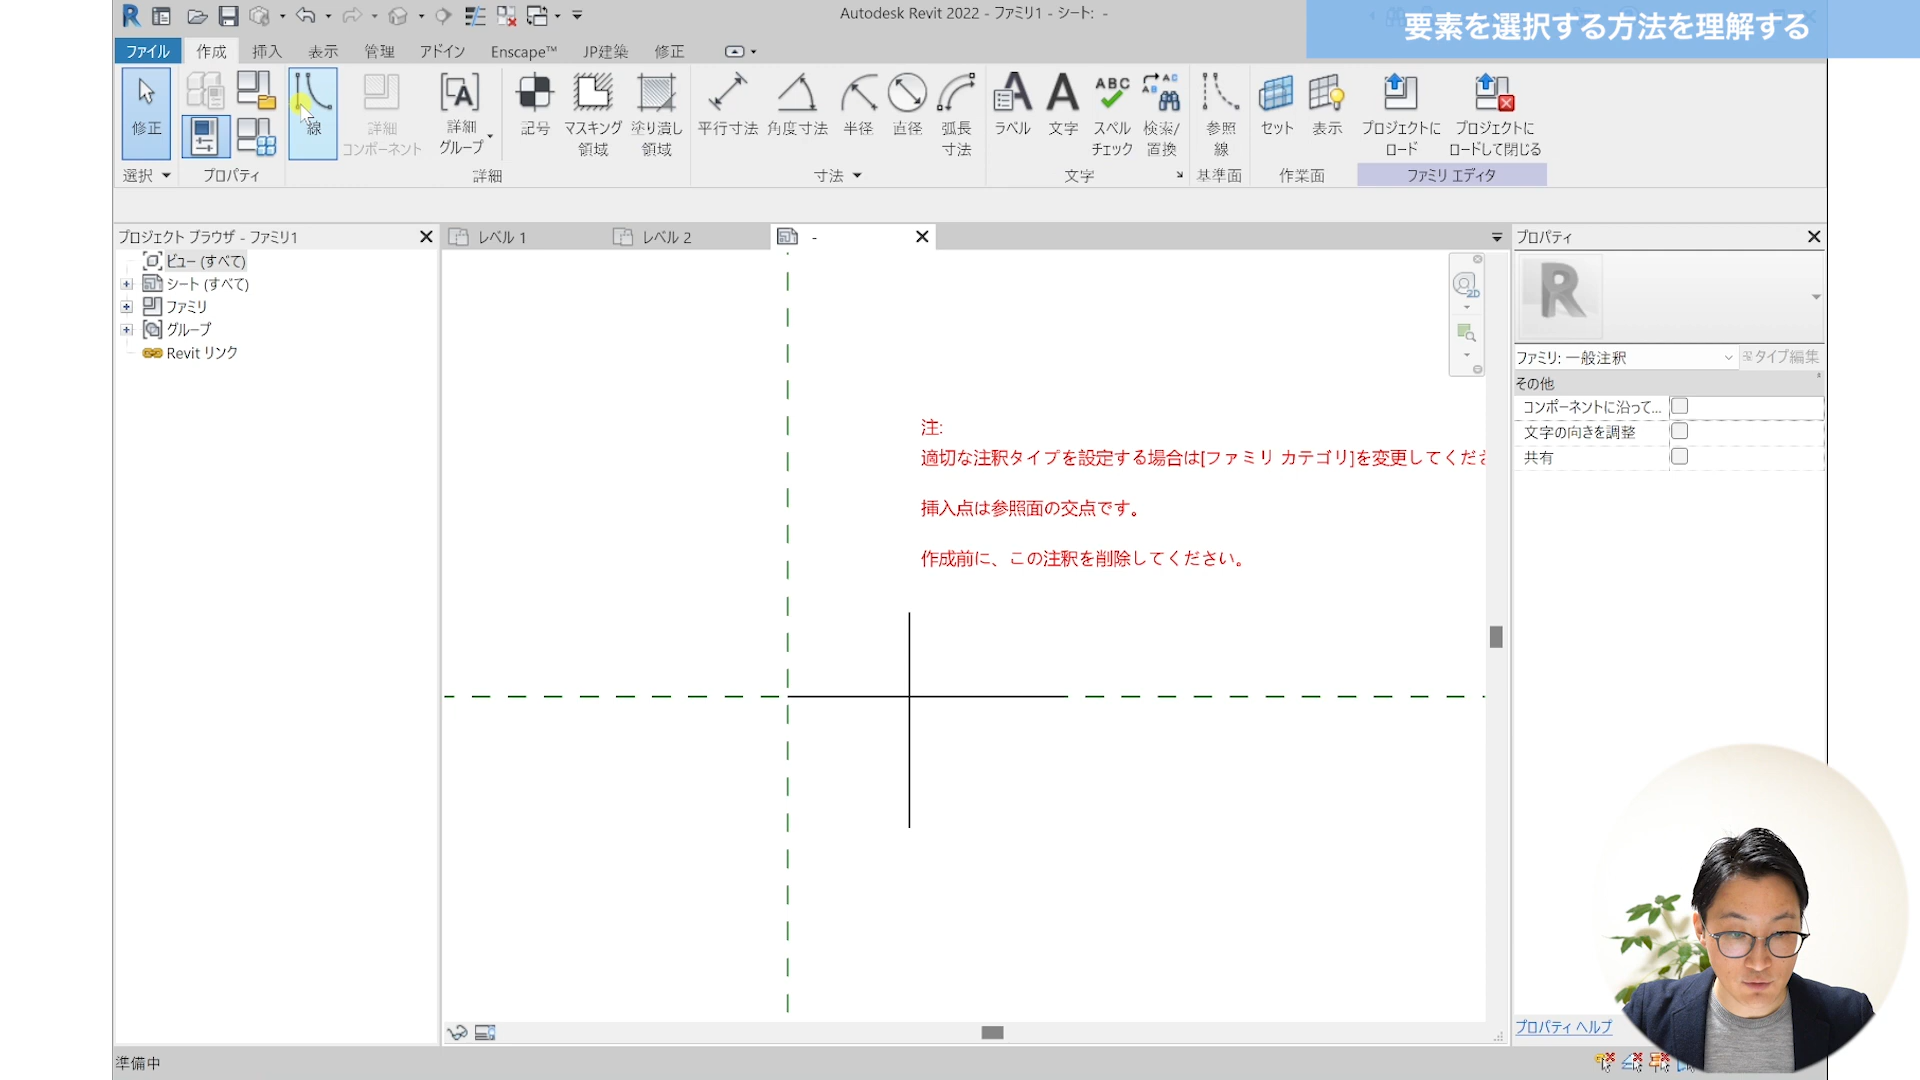 Autodesk Revit 2022 - ファミリ1 - シート: -
要素を選択する方法を理解する
ファイル 作成 挿入 表示 管理 アドイン Enscape™ JP建築 修正
修正
線
詳細
コンポーネント
詳細
グループ
記号
マスキング
領域
塗り潰し
領域
平行寸法
角度寸法
半径
直径
弧長
寸法
ラベル
文字
ABC
スペル
チェック
検索/
置換
参照
線
セット
表示
プロジェクトに
ロード
プロジェクトに
ロードして閉じる
選択 プロパティ 詳細 寸法 文字 基準面 作業面 ファミリ エディタ
プロジェクト ブラウザ - ファミリ1
ビュー (すべて)
シート (すべて)
ファミリ
グループ
Revit リンク
レベル 1
レベル 2
-
注:
適切な注釈タイプを設定する場合は[ファミリ カテゴリ]を変更してくださ
挿入点は参照面の交点です。
作成前に、この注釈を削除してください。
2D
プロパティ
R
ファミリ: 一般注釈
タイプ編集
その他
コンポーネントに沿って...
文字の向きを調整
共有
プロパティ ヘルプ
準備中